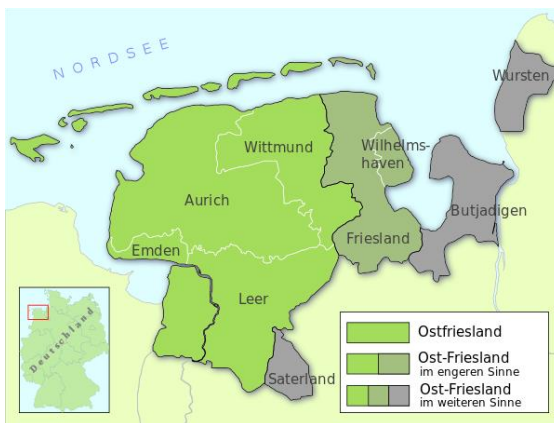 NORDSEE
Wursten
Wittmund
Wilhelms-
haven
Aurich
Butjadigen
Friesland
Emden
Leer
Saterland
Deutschland
Ostfriesland
Ost-Friesland
im engeren Sinne
Ost-Friesland
im weiteren Sinne